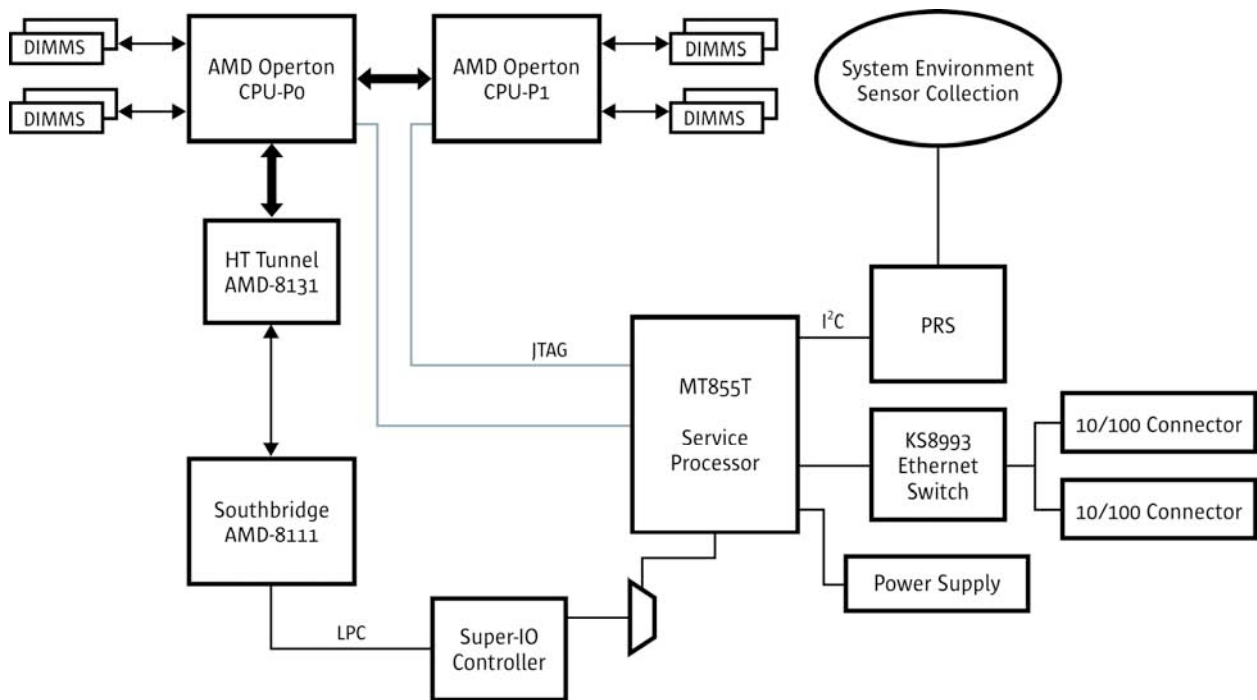 DIMMS
DIMMS
AMD Operton
CPU-P0
AMD Operton
CPU-P1
DIMMS
DIMMS
System Environment
Sensor Collection
HT Tunnel
AMD-8131
JTAG
MT855T
Service
Processor
I²C
PRS
KS8993
Ethernet
Switch
10/100 Connector
10/100 Connector
Southbridge
AMD-8111
Power Supply
LPC
Super-IO
Controller